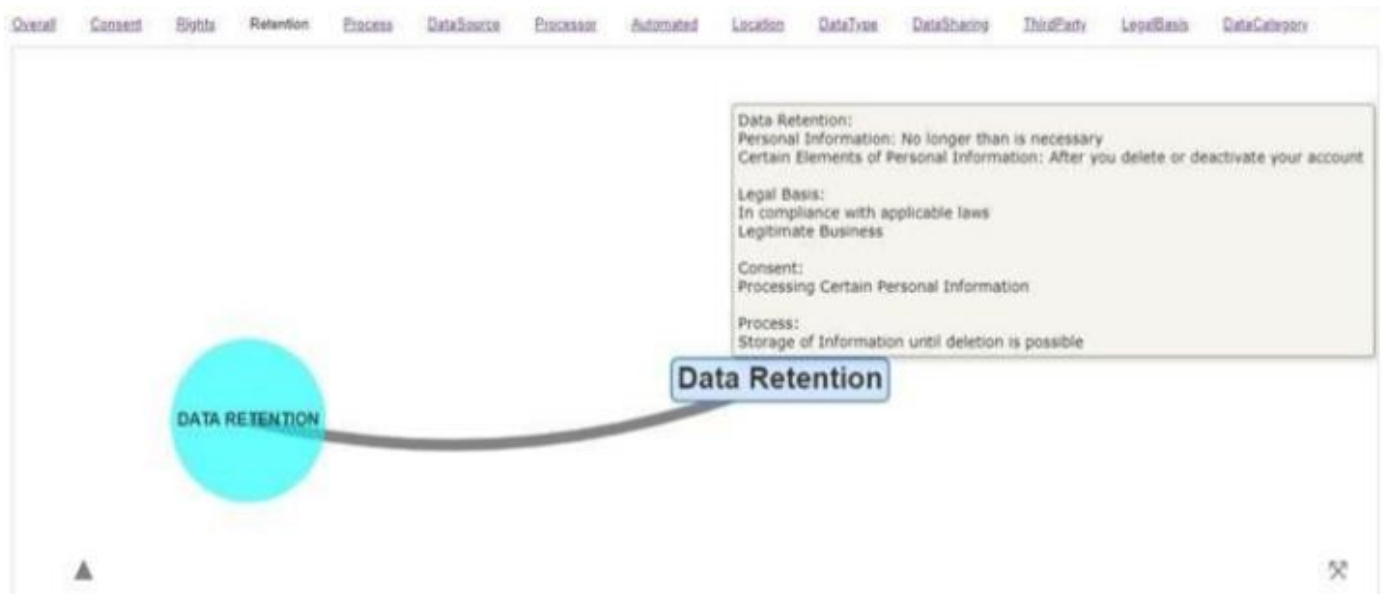 Overall Consent Rights Retention Process DataSource Processor Automated Location DataType DataSharing ThirdParty LegalBasis DataCategory
Data Retention:
Personal Information: No longer than is necessary
Certain Elements of Personal Information: After you delete or deactivate your account
Legal Basis:
In compliance with applicable laws
Legitimate Business
Consent:
Processing Certain Personal Information
Process:
Storage of Information until deletion is possible
Data Retention
DATA RETENTION